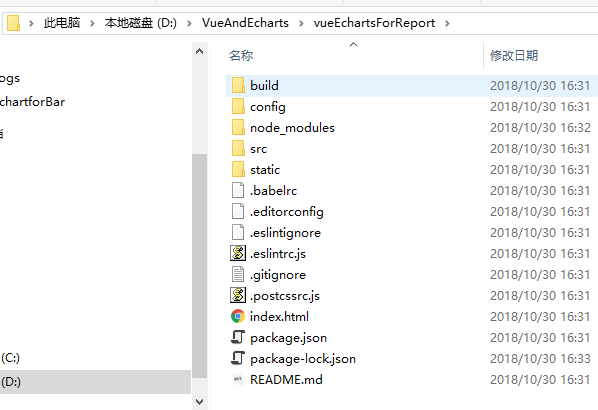 此电脑 › 本地磁盘 (D:) › VueAndEcharts › vueEchartsForReport ›
名称 修改日期
ogs
chartforBar
(C:)
(D:)
build 2018/10/30 16:31
config 2018/10/30 16:31
node_modules 2018/10/30 16:32
src 2018/10/30 16:31
static 2018/10/30 16:31
.babelrc 2018/10/30 16:31
.editorconfig 2018/10/30 16:31
.eslintignore 2018/10/30 16:31
.eslintrc.js 2018/10/30 16:31
.gitignore 2018/10/30 16:31
.postcssrc.js 2018/10/30 16:31
index.html 2018/10/30 16:31
package.json 2018/10/30 16:31
package-lock.json 2018/10/30 16:33
README.md 2018/10/30 16:31